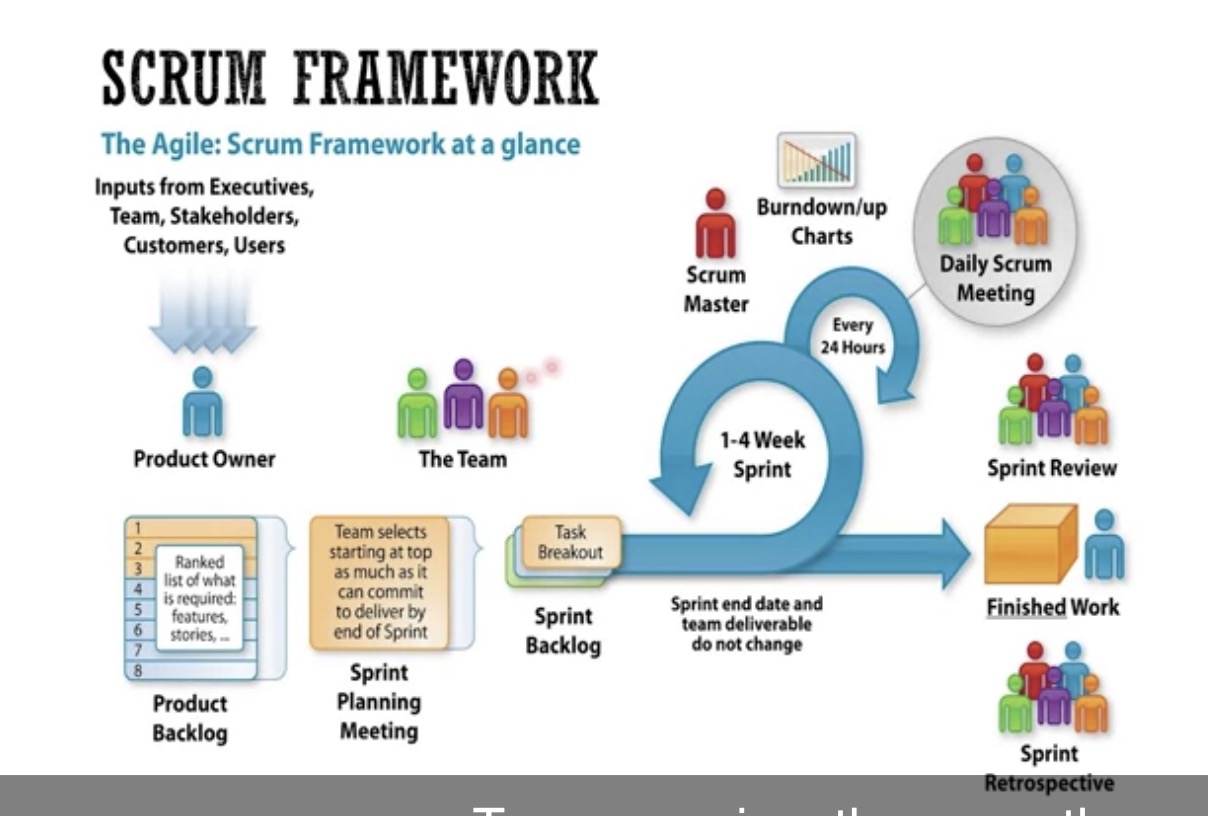 SCRUM FRAMEWORK
The Agile: Scrum Framework at a glance
Inputs from Executives,
Team, Stakeholders,
Customers, Users
Product Owner
The Team
Scrum
Master
Burndown/up
Charts
Daily Scrum
Meeting
Every
24 Hours
1-4 Week
Sprint
Sprint Review
1
2
3
4
5
6
7
8
Ranked
list of what
is required:
features,
stories, ...
Product
Backlog
Team selects
starting at top
as much as it
can commit
to deliver by
end of Sprint
Sprint
Planning
Meeting
Task
Breakout
Sprint
Backlog
Sprint end date and
team deliverable
do not change
Finished Work
Sprint
Retrospective